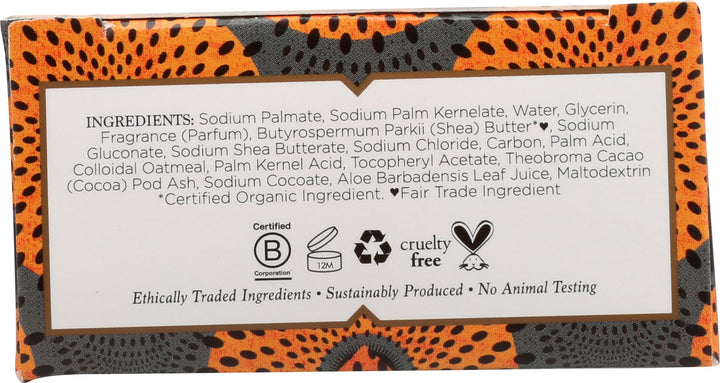 INGREDIENTS: Sodium Palmate, Sodium Palm Kernelate, Water, Glycerin,
Fragrance (Parfum), Butyrospermum Parkii (Shea) Butter*♥, Sodium
Gluconate, Sodium Shea Butterate, Sodium Chloride, Carbon, Palm Acid,
Colloidal Oatmeal, Palm Kernel Acid, Tocopheryl Acetate, Theobroma Cacao
(Cocoa) Pod Ash, Sodium Cocoate, Aloe Barbadensis Leaf Juice, Maltodextrin
*Certified Organic Ingredient. ♥Fair Trade Ingredient
Certified
B
Corporation
12M
cruelty
free
Ethically Traded Ingredients • Sustainably Produced • No Animal Testing